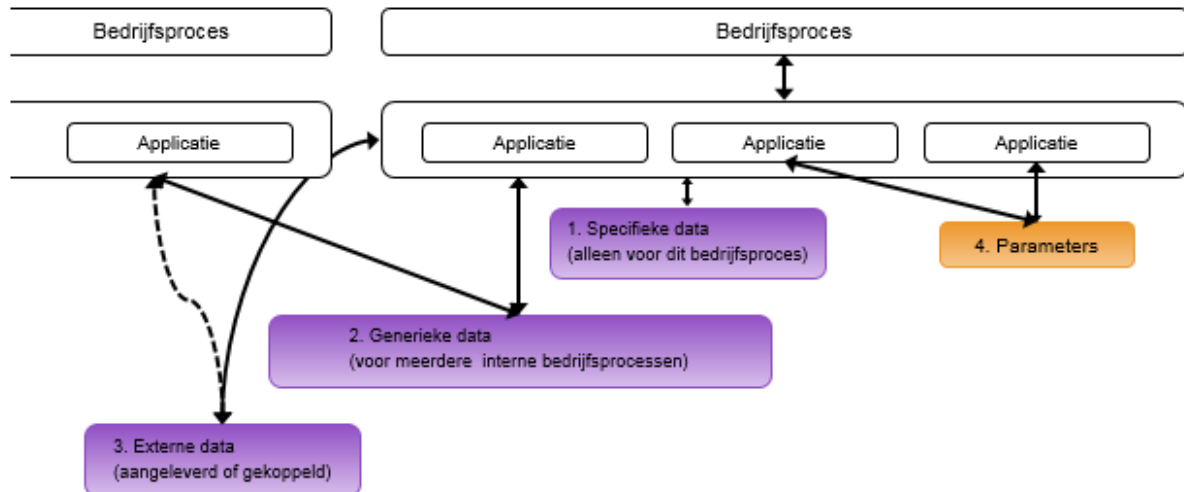 Bedrijfsproces
Bedrijfsproces
Applicatie
Applicatie
Applicatie
Applicatie
1. Specifieke data
(alleen voor dit bedrijfsproces)
4. Parameters
2. Generieke data
(voor meerdere interne bedrijfsprocessen)
3. Externe data
(aangeleverd of gekoppeld)